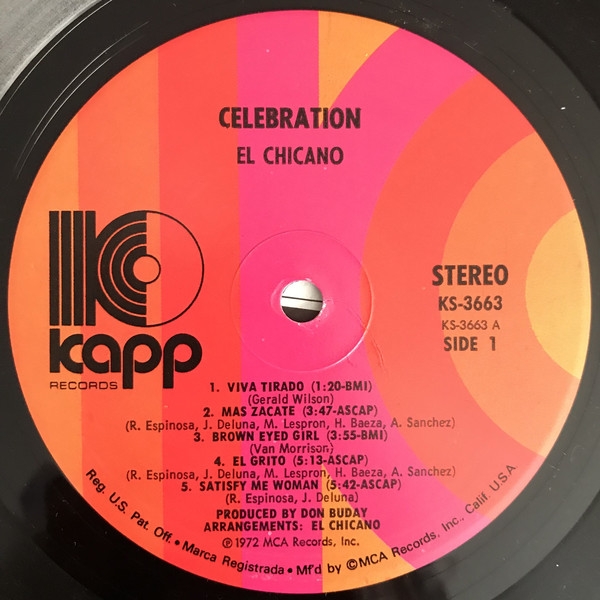 CELEBRATION
EL CHICANO
STEREO
KS-3663
KS-3663 A
SIDE 1
kapp
RECORDS
1. VIVA TIRADO (1:20-BMI)
(Gerald Wilson)
2. MAS ZACATE (3:47-ASCAP)
(R. Espinosa, J. Deluna, M. Lespron, H. Baeza, A. Sanchez)
3. BROWN EYED GIRL (3:55-BMI)
(Van Morrison)
4. EL GRITO (5:13-ASCAP)
(R. Espinosa, J. Deluna, M. Lespron, H. Baeza, A. Sanchez)
5. SATISFY ME WOMAN (5:42-ASCAP)
(R. Espinosa, J. Deluna)
PRODUCED BY DON BUDAY
ARRANGEMENTS: EL CHICANO
℗ 1972 MCA Records, Inc.
Reg. U.S. Pat. Off. • Marca Registrada • Mf'd by ©MCA Records, Inc., Calif. U.S.A